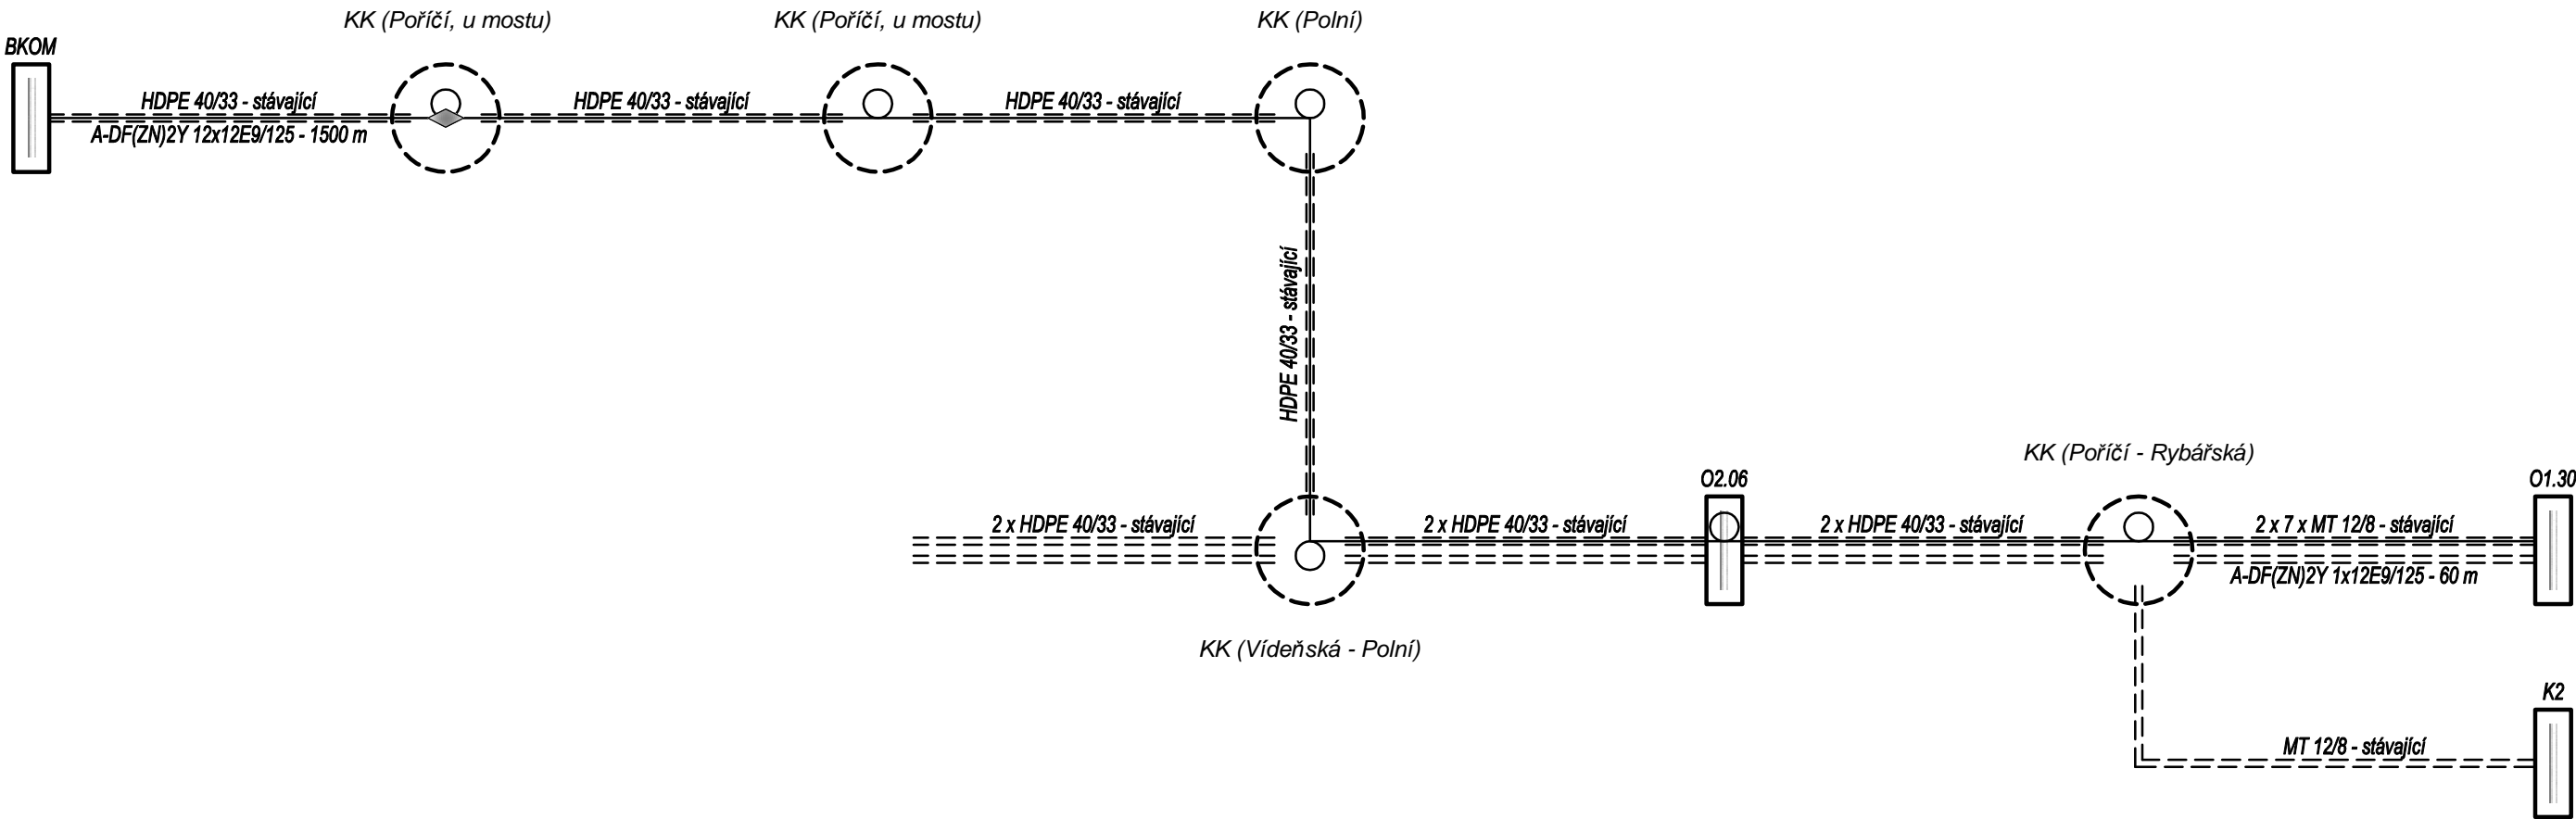 KK (Poříčí, u mostu)
KK (Poříčí, u mostu)
KK (Polní)
BKOM
HDPE 40/33 - stávající
HDPE 40/33 - stávající
HDPE 40/33 - stávající
A-DF(ZN)2Y 12x12E9/125 - 1500 m
HDPE 40/33 - stávající
KK (Poříčí - Rybářská)
O2.06
O1.30
2 x HDPE 40/33 - stávající
2 x HDPE 40/33 - stávající
2 x HDPE 40/33 - stávající
2 x 7 x MT 12/8 - stávající
A-DF(ZN)2Y 1x12E9/125 - 60 m
KK (Vídeňská - Polní)
K2
MT 12/8 - stávající